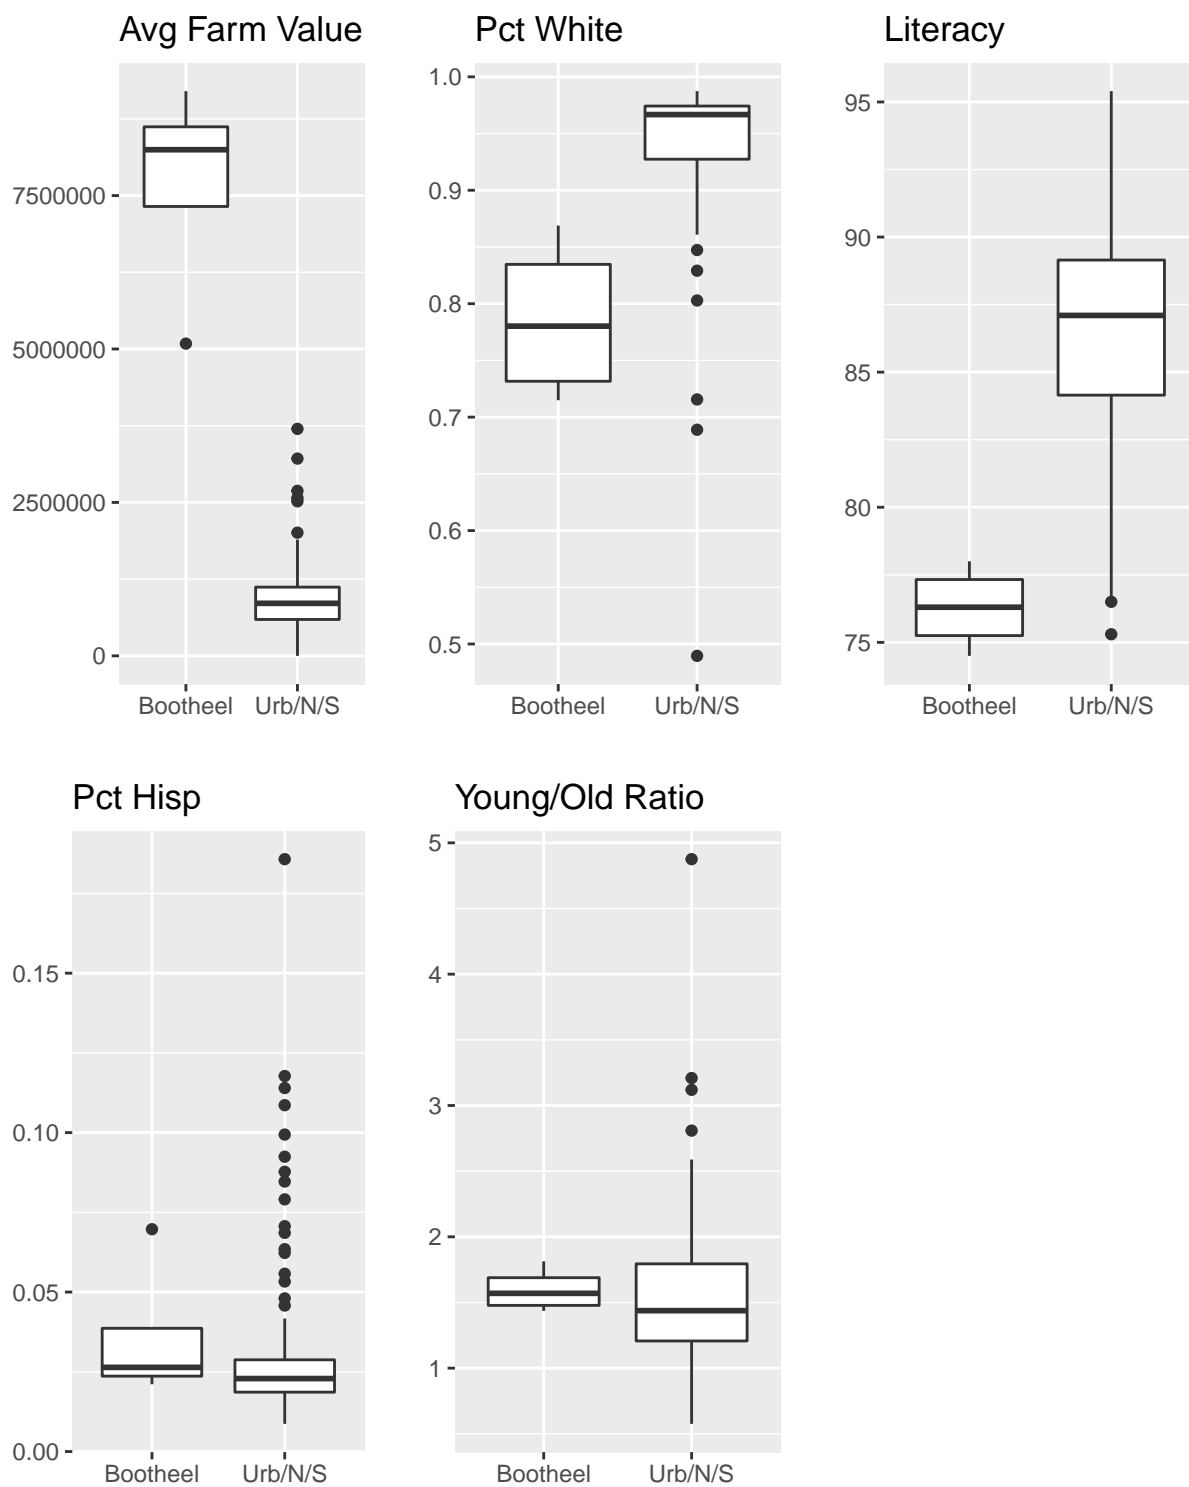 Avg Farm Value
7500000
5000000
2500000
0
Bootheel Urb/N/S
Pct White
1.0
0.9
0.8
0.7
0.6
0.5
Bootheel Urb/N/S
Literacy
95
90
85
80
75
Bootheel Urb/N/S
Pct Hisp
0.15
0.10
0.05
0.00
Bootheel Urb/N/S
Young/Old Ratio
5
4
3
2
1
Bootheel Urb/N/S